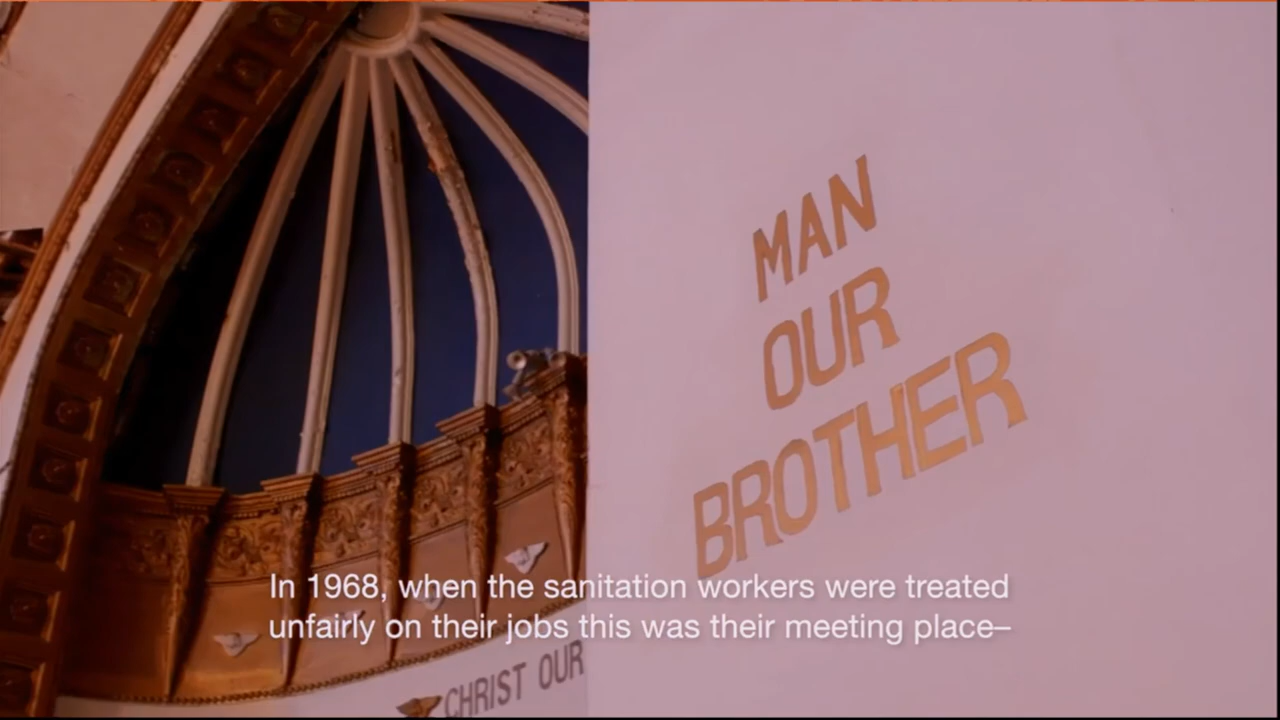 MAN
OUR
BROTHER
In 1968, when the sanitation workers were treated
unfairly on their jobs this was their meeting place–
CHRIST OUR